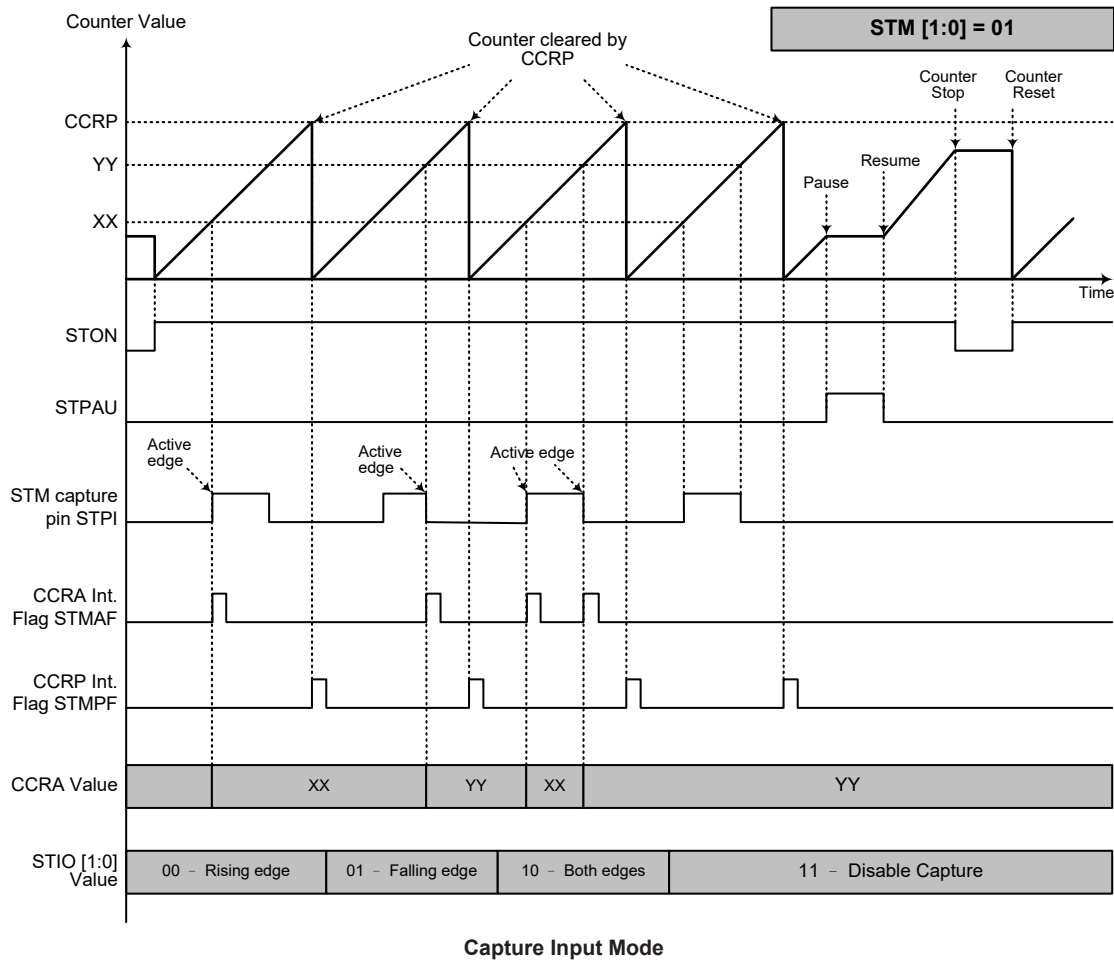 Counter Value
STM [1:0] = 01
Counter cleared by
CCRP
Counter
Stop
Counter
Reset
CCRP
YY
XX
Pause
Resume
Time
STON
STPAU
Active
edge
Active
edge
Active edge
STM capture
pin STPI
CCRA Int.
Flag STMAF
CCRP Int.
Flag STMPF
CCRA Value
XX
YY
XX
YY
STIO [1:0]
Value
00 – Rising edge
01 – Falling edge
10 – Both edges
11 – Disable Capture
Capture Input Mode